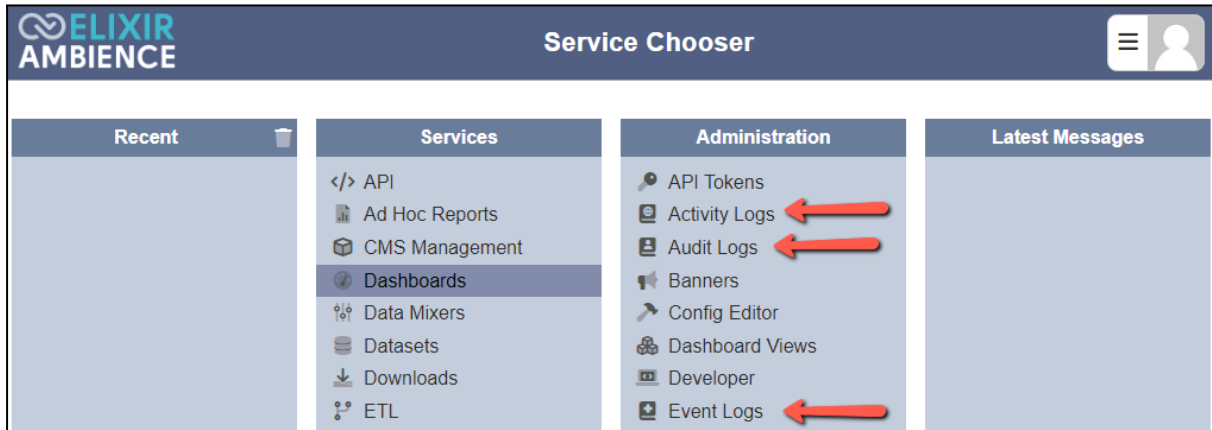 ELIXIR
AMBIENCE
Service Chooser
Recent
Services
Administration
Latest Messages
</> API
API Tokens
Ad Hoc Reports
Activity Logs
CMS Management
Audit Logs
Dashboards
Banners
Data Mixers
Config Editor
Datasets
Dashboard Views
Downloads
Developer
ETL
Event Logs